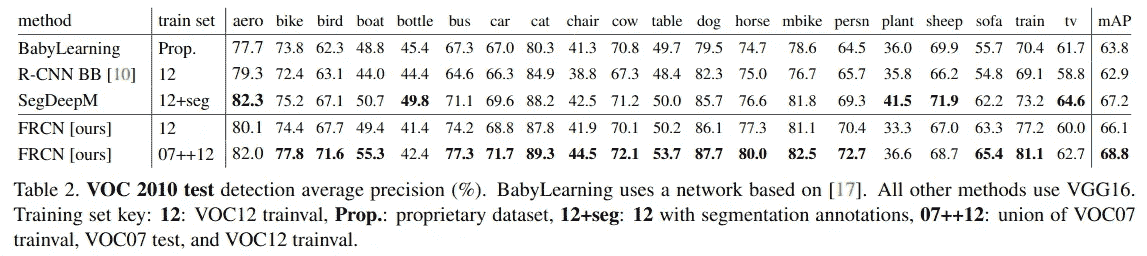 method train set aero bike bird boat bottle bus car cat chair cow table dog horse mbike persn plant sheep sofa train tv mAP
BabyLearning Prop. 77.7 73.8 62.3 48.8 45.4 67.3 67.0 80.3 41.3 70.8 49.7 79.5 74.7 78.6 64.5 36.0 69.9 55.7 70.4 61.7 63.8
R-CNN BB [10] 12 79.3 72.4 63.1 44.0 44.4 64.6 66.3 84.9 38.8 67.3 48.4 82.3 75.0 76.7 65.7 35.8 66.2 54.8 69.1 58.8 62.9
SegDeepM 12+seg 82.3 75.2 67.1 50.7 49.8 71.1 69.6 88.2 42.5 71.2 50.0 85.7 76.6 81.8 69.3 41.5 71.9 62.2 73.2 64.6 67.2
FRCN [ours] 12 80.1 74.4 67.7 49.4 41.4 74.2 68.8 87.8 41.9 70.1 50.2 86.1 77.3 81.1 70.4 33.3 67.0 63.3 77.2 60.0 66.1
FRCN [ours] 07++12 82.0 77.8 71.6 55.3 42.4 77.3 71.7 89.3 44.5 72.1 53.7 87.7 80.0 82.5 72.7 36.6 68.7 65.4 81.1 62.7 68.8
Table 2. VOC 2010 test detection average precision (%). BabyLearning uses a network based on [17]. All other methods use VGG16.
Training set key: 12: VOC12 trainval, Prop.: proprietary dataset, 12+seg: 12 with segmentation annotations, 07++12: union of VOC07
trainval, VOC07 test, and VOC12 trainval.